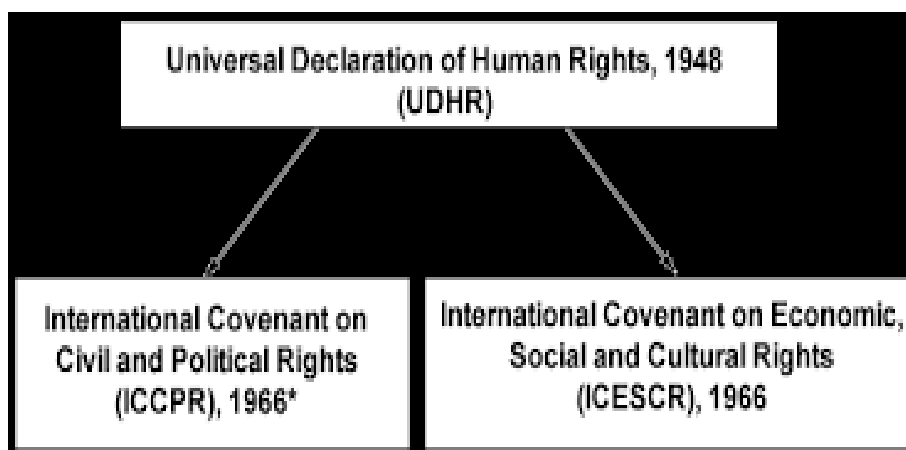 Universal Declaration of Human Rights, 1948
(UDHR)
International Covenant on
Civil and Political Rights
(ICCPR), 1966*
International Covenant on Economic,
Social and Cultural Rights
(ICESCR), 1966